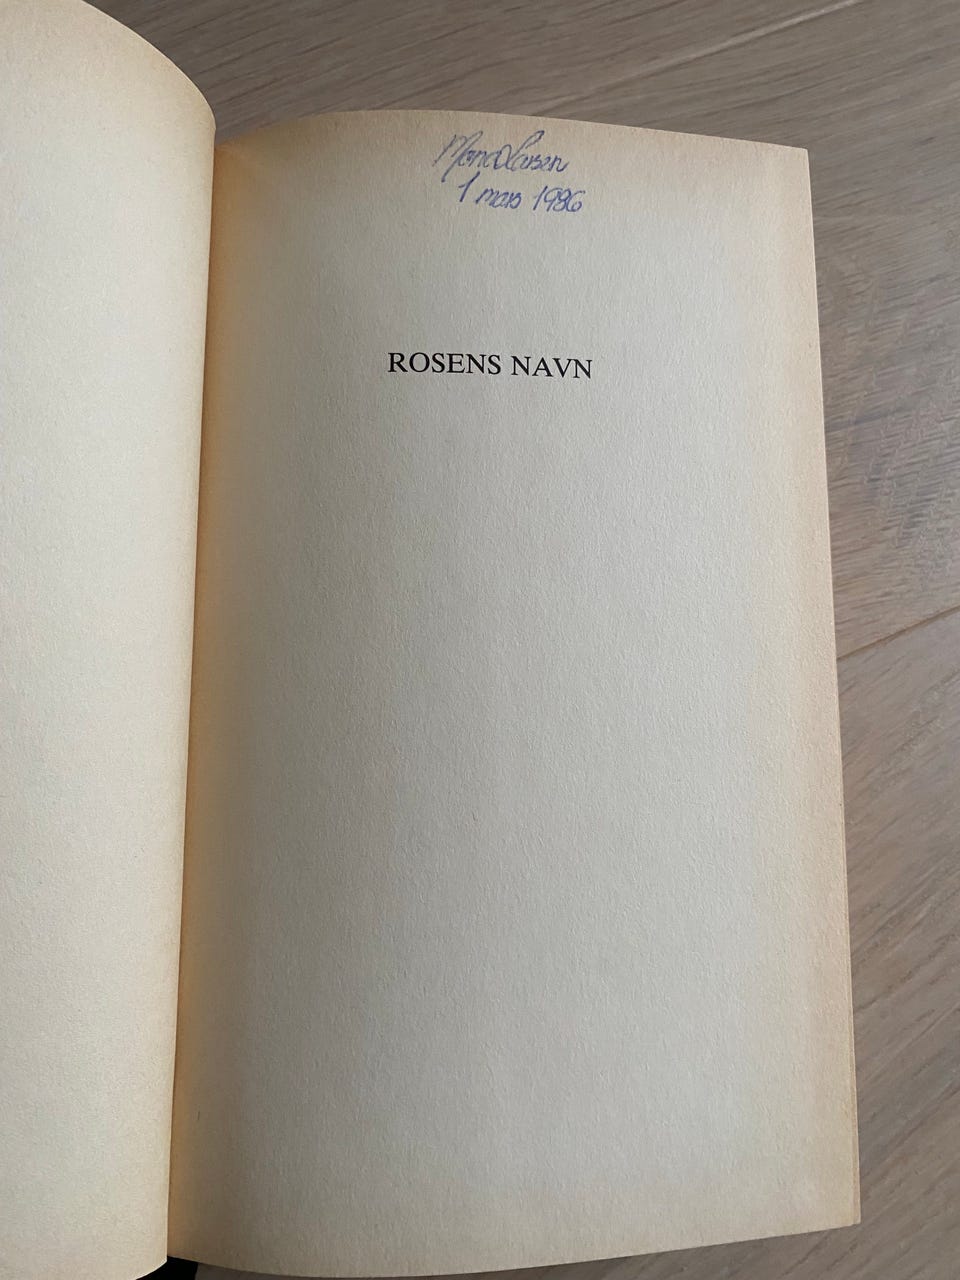 Mona D Larsen
1 mars 1986
ROSENS NAVN